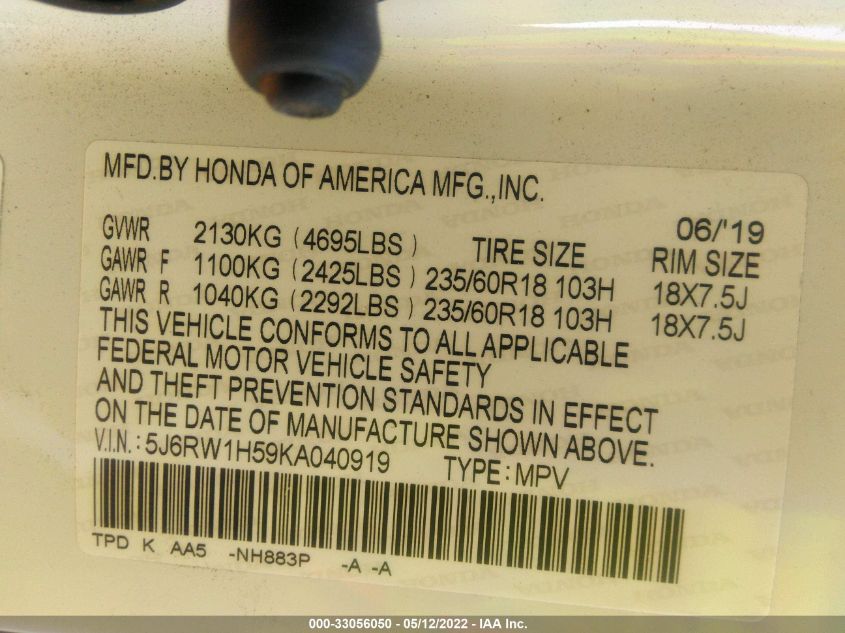 MFD.BY HONDA OF AMERICA MFG.,INC.
06/'19
GVWR 2130KG (4695LBS) TIRE SIZE RIM SIZE
GAWR F 1100KG (2425LBS) 235/60R18 103H 18X7.5J
GAWR R 1040KG (2292LBS) 235/60R18 103H 18X7.5J
THIS VEHICLE CONFORMS TO ALL APPLICABLE
FEDERAL MOTOR VEHICLE SAFETY
AND THEFT PREVENTION STANDARDS IN EFFECT
ON THE DATE OF MANUFACTURE SHOWN ABOVE.
V.I.N.: 5J6RW1H59KA040919 TYPE: MPV
TPD K AA5 -NH883P -A -A
000-33056050 - 05/12/2022 - IAA Inc.